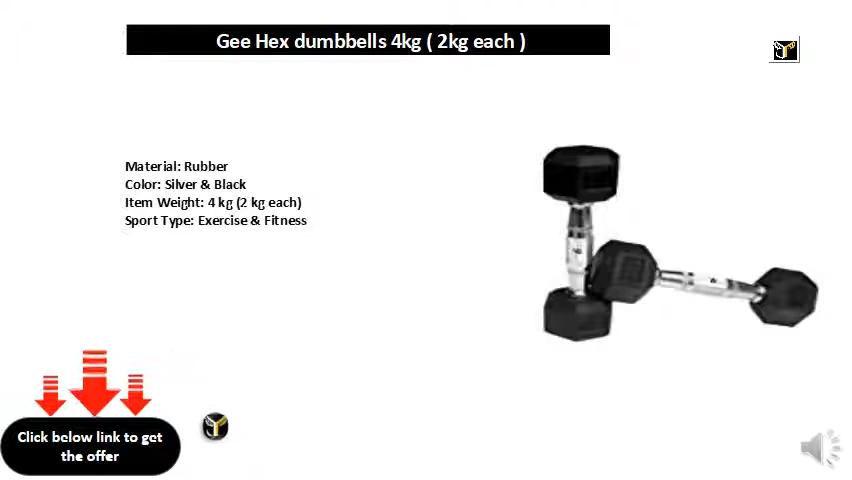 Gee Hex dumbbells 4kg ( 2kg each )
Material: Rubber
Color: Silver & Black
Item Weight: 4 kg (2 kg each)
Sport Type: Exercise & Fitness
Click below link to get
the offer